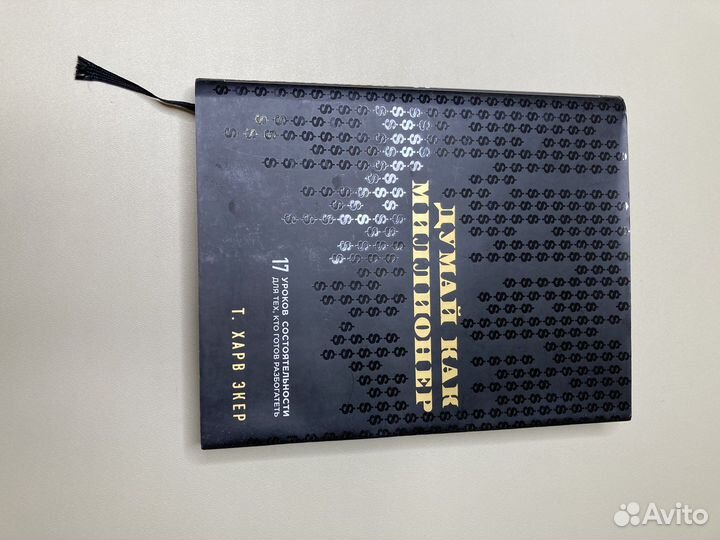 ДУМАЙ КАК
МИЛЛИОНЕР
17 УРОКОВ СОСТОЯТЕЛЬНОСТИ
ДЛЯ ТЕХ, КТО ГОТОВ РАЗБОГАТЕТЬ
Т. ХАРВ ЭКЕР
Avito